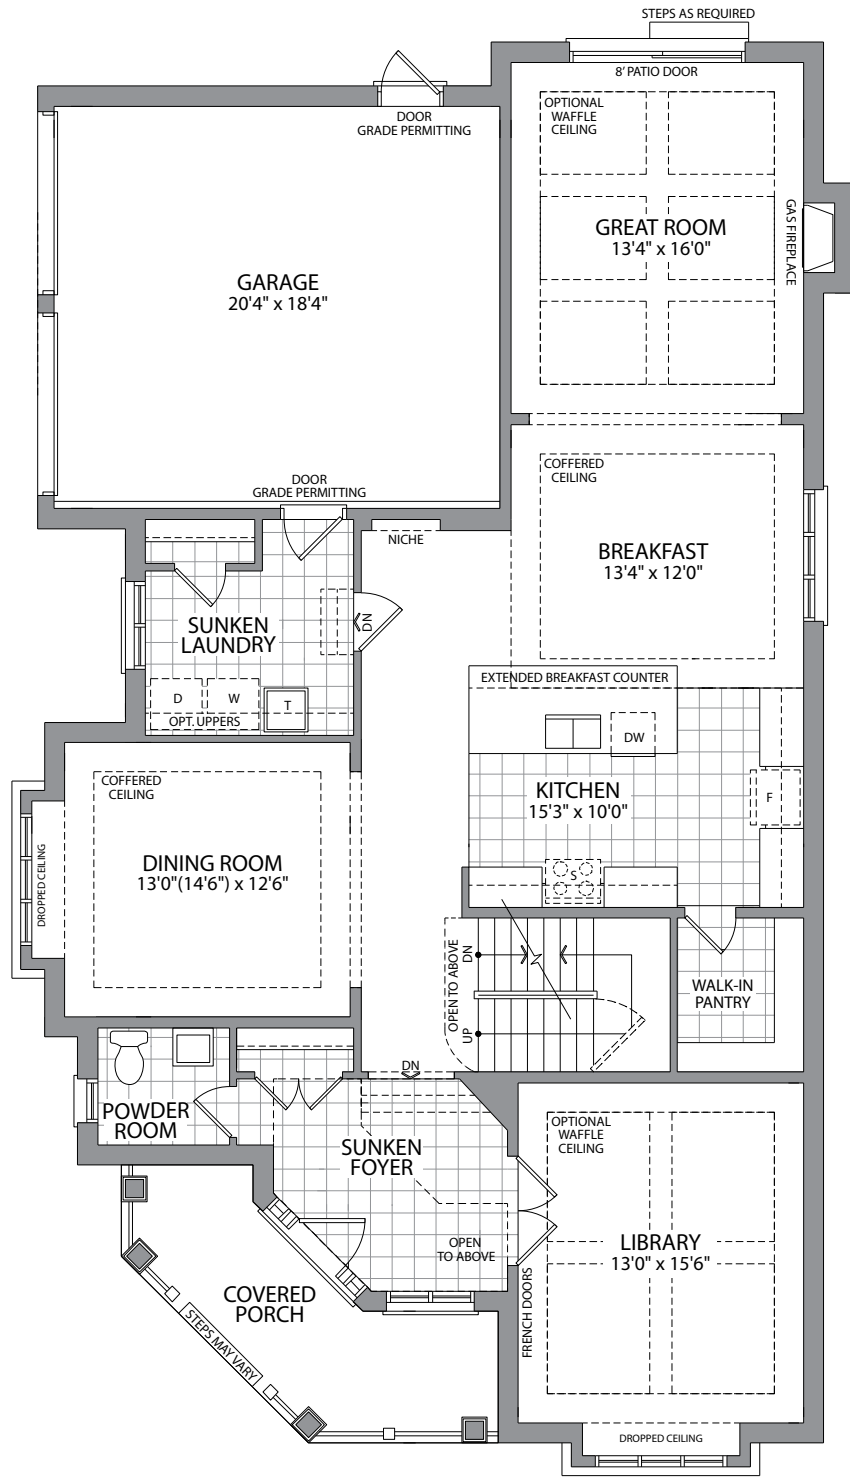 STEPS AS REQUIRED
8' PATIO DOOR
OPTIONAL
WAFFLE
CEILING
DOOR
GRADE PERMITTING
GREAT ROOM
13'4" x 16'0"
GAS FIREPLACE
GARAGE
20'4" x 18'4"
COFFERED
CEILING
DOOR
GRADE PERMITTING
NICHE
BREAKFAST
13'4" x 12'0"
SUNKEN
LAUNDRY
DN
EXTENDED BREAKFAST COUNTER
D
W
T
OPT. UPPERS
DW
COFFERED
CEILING
KITCHEN
15'3" x 10'0"
F
DINING ROOM
13'0"(14'6") x 12'6"
DROPPED CEILING
S
OPEN TO ABOVE
DN
UP
WALK-IN
PANTRY
DN
POWDER
ROOM
SUNKEN
FOYER
OPTIONAL
WAFFLE
CEILING
OPEN
TO ABOVE
LIBRARY
13'0" x 15'6"
FRENCH DOORS
COVERED
PORCH
STEPS MAY VARY
DROPPED CEILING